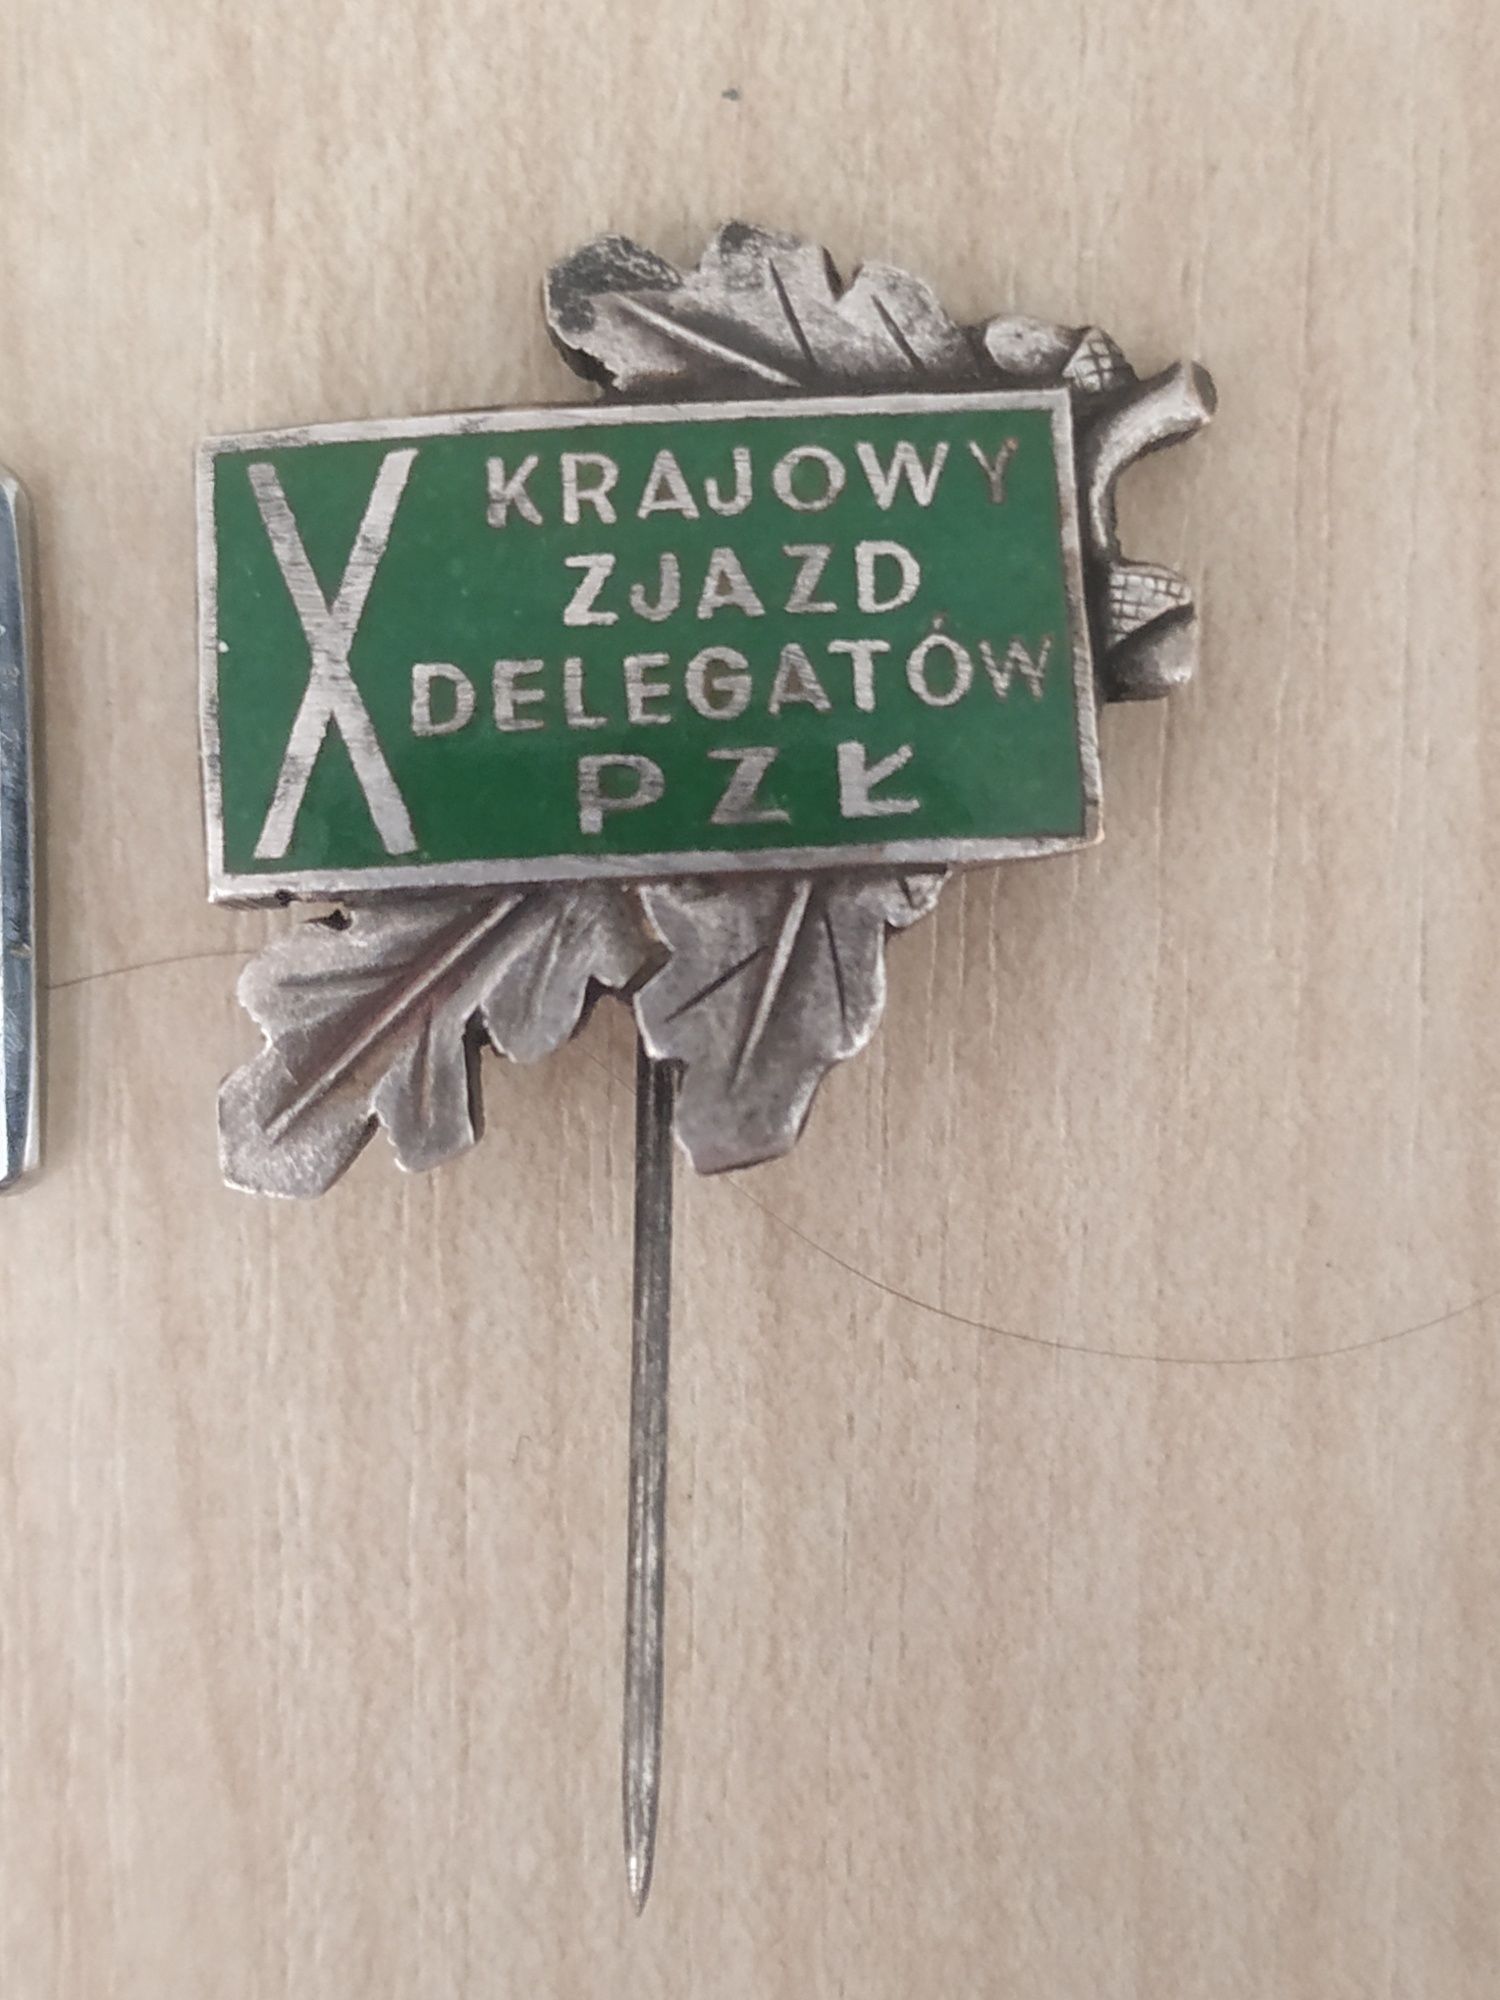 X KRAJOWY
ZJAZD
DELEGATÓW
PZŁ